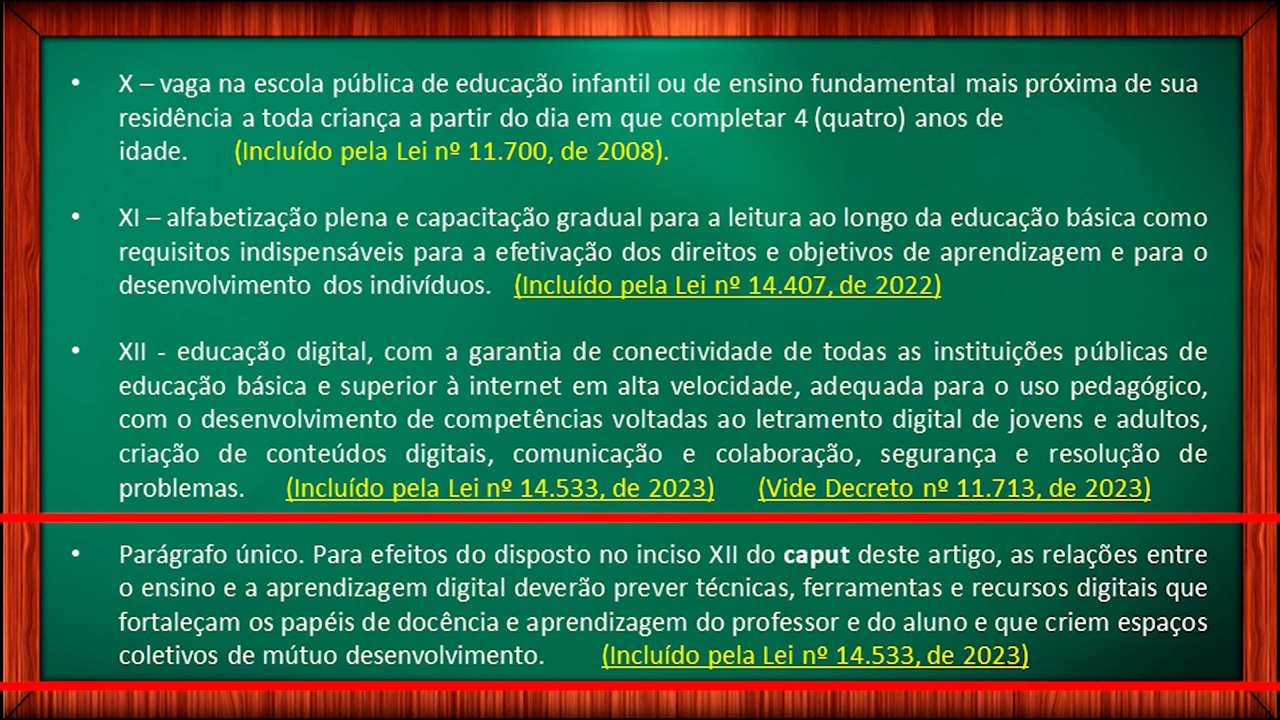 • X – vaga na escola pública de educação infantil ou de ensino fundamental mais próxima de sua
residência a toda criança a partir do dia em que completar 4 (quatro) anos de
idade. (Incluído pela Lei nº 11.700, de 2008).
• XI – alfabetização plena e capacitação gradual para a leitura ao longo da educação básica como
requisitos indispensáveis para a efetivação dos direitos e objetivos de aprendizagem e para o
desenvolvimento dos indivíduos. (Incluído pela Lei nº 14.407, de 2022)
• XII - educação digital, com a garantia de conectividade de todas as instituições públicas de
educação básica e superior à internet em alta velocidade, adequada para o uso pedagógico,
com o desenvolvimento de competências voltadas ao letramento digital de jovens e adultos,
criação de conteúdos digitais, comunicação e colaboração, segurança e resolução de
problemas. (Incluído pela Lei nº 14.533, de 2023) (Vide Decreto nº 11.713, de 2023)
• Parágrafo único. Para efeitos do disposto no inciso XII do caput deste artigo, as relações entre
o ensino e a aprendizagem digital deverão prever técnicas, ferramentas e recursos digitais que
fortaleçam os papéis de docência e aprendizagem do professor e do aluno e que criem espaços
coletivos de mútuo desenvolvimento. (Incluído pela Lei nº 14.533, de 2023)